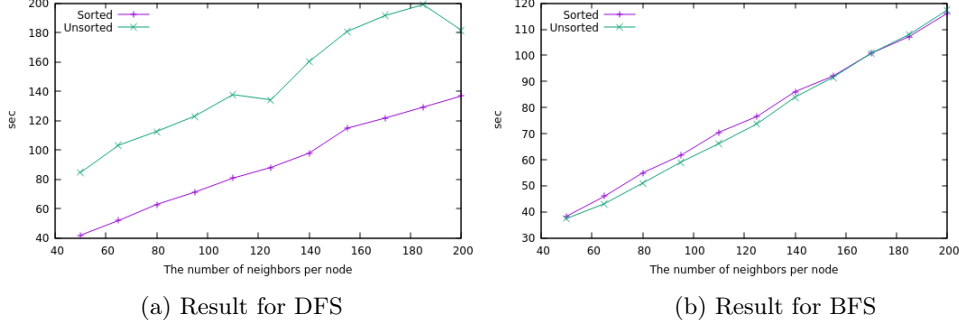 200
180
160
140
120
100
80
60
40
sec
Sorted
Unsorted
40 60 80 100 120 140 160 180 200
The number of neighbors per node
(a) Result for DFS
120
110
100
90
80
70
60
50
40
30
sec
Sorted
Unsorted
40 60 80 100 120 140 160 180 200
The number of neighbors per node
(b) Result for BFS